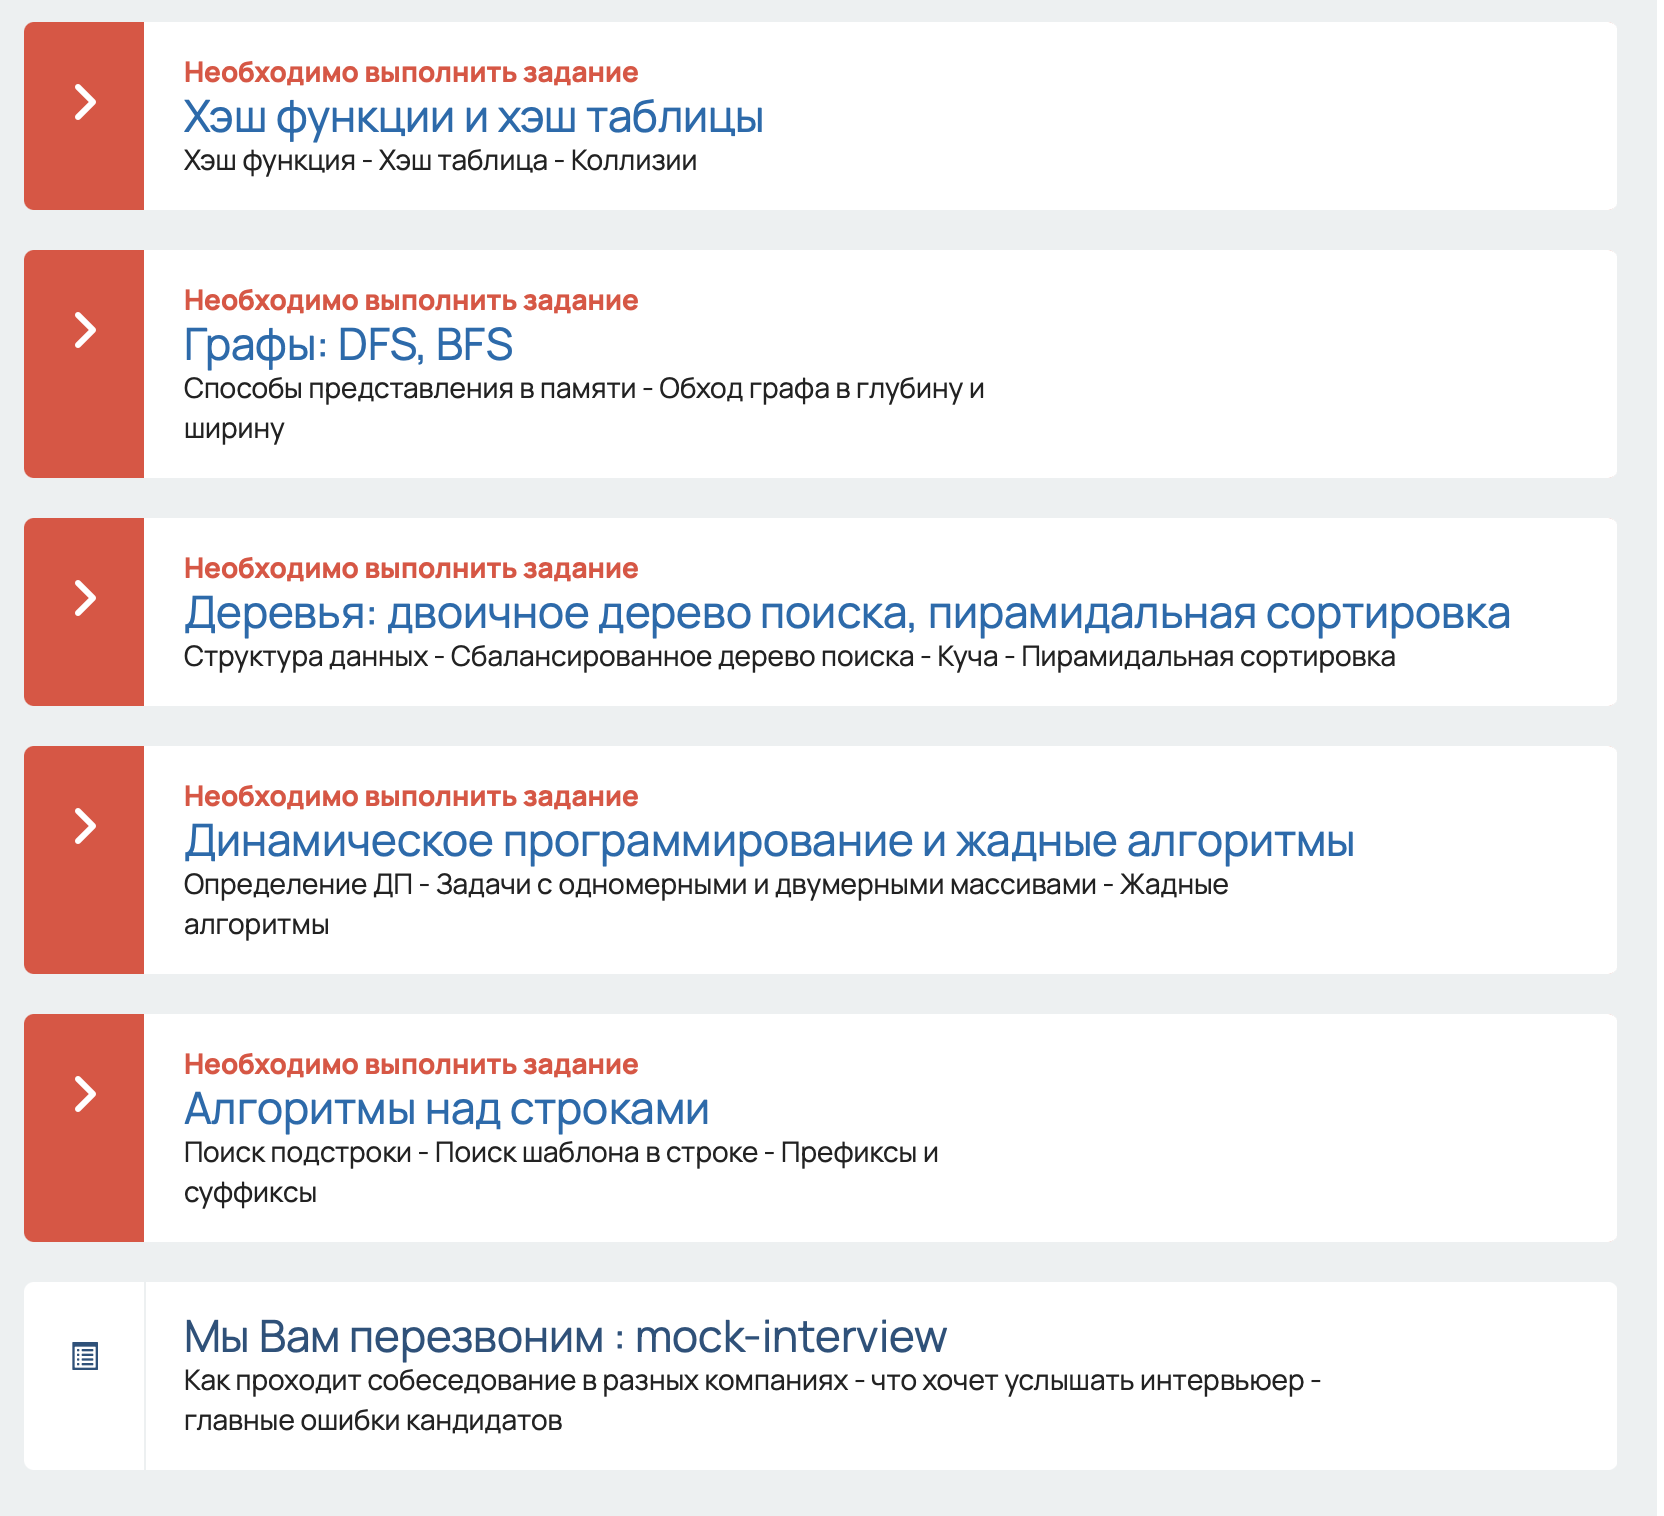 Необходимо выполнить задание
Хэш функции и хэш таблицы
Хэш функция - Хэш таблица - Коллизии
Необходимо выполнить задание
Графы: DFS, BFS
Способы представления в памяти - Обход графа в глубину и
ширину
Необходимо выполнить задание
Деревья: двоичное дерево поиска, пирамидальная сортировка
Структура данных - Сбалансированное дерево поиска - Куча - Пирамидальная сортировка
Необходимо выполнить задание
Динамическое программирование и жадные алгоритмы
Определение ДП - Задачи с одномерными и двумерными массивами - Жадные
алгоритмы
Необходимо выполнить задание
Алгоритмы над строками
Поиск подстроки - Поиск шаблона в строке - Префиксы и
суффиксы
Мы Вам перезвоним : mock-interview
Как проходит собеседование в разных компаниях - что хочет услышать интервьюер -
главные ошибки кандидатов